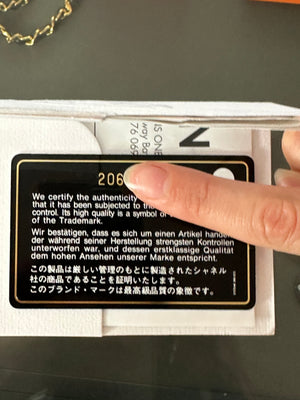 N
IS ONE
way Bar
76 069
206
We certify the authenticity
that it has been subjected to
control. Its high quality is a symbol of
of the Trademark.
Wir bestätigen, dass es sich um einen Artikel handelt
der während seiner Herstellung strengsten Kontrollen
unterworfen war, und dessen erstklassige Qualität
dem hohen Ansehen unserer Marke entspricht.
この製品は厳しい管理のもとに製造されたシャネル
社の商品であることを証明いたします。
このブランド・マークは最高級品質の象徴です。